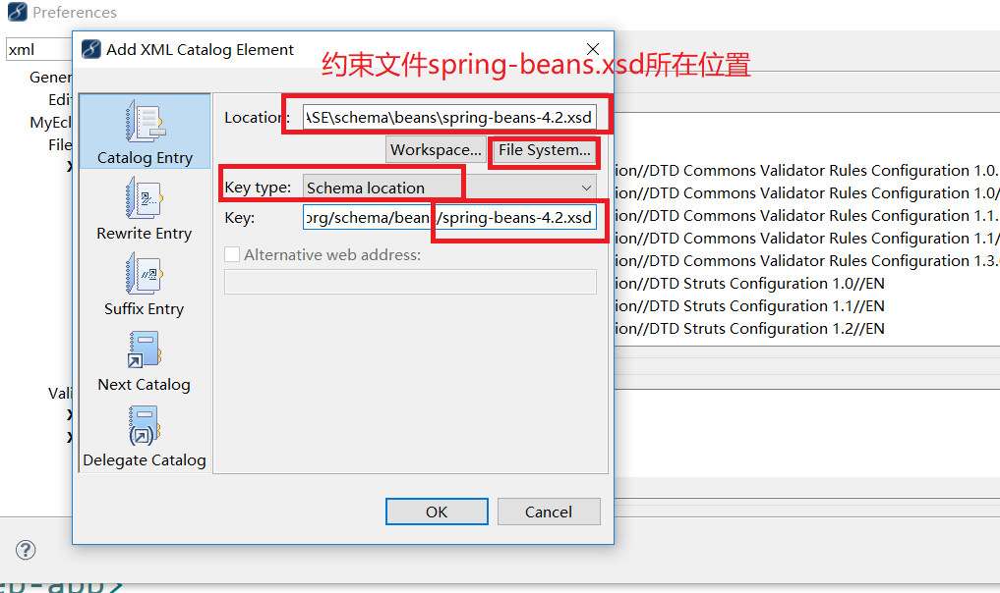 Preferences
xml
Add XML Catalog Element
约束文件spring-beans.xsd所在位置
Gener
Edi
MyEcl
File
X
Vali
X
X
Catalog Entry
Rewrite Entry
Suffix Entry
Next Catalog
Delegate Catalog
Location: \SE\schema\beans\spring-beans-4.2.xsd
Workspace... File System...
Key type: Schema location
Key: org/schema/beans/spring-beans-4.2.xsd
Alternative web address:
OK Cancel
ion//DTD Commons Validator Rules Configuration 1.0.
ion//DTD Commons Validator Rules Configuration 1.0/
ion//DTD Commons Validator Rules Configuration 1.1.
ion//DTD Commons Validator Rules Configuration 1.1/
ion//DTD Commons Validator Rules Configuration 1.3.
ion//DTD Struts Configuration 1.0//EN
ion//DTD Struts Configuration 1.1//EN
ion//DTD Struts Configuration 1.2//EN
?
eb-app>